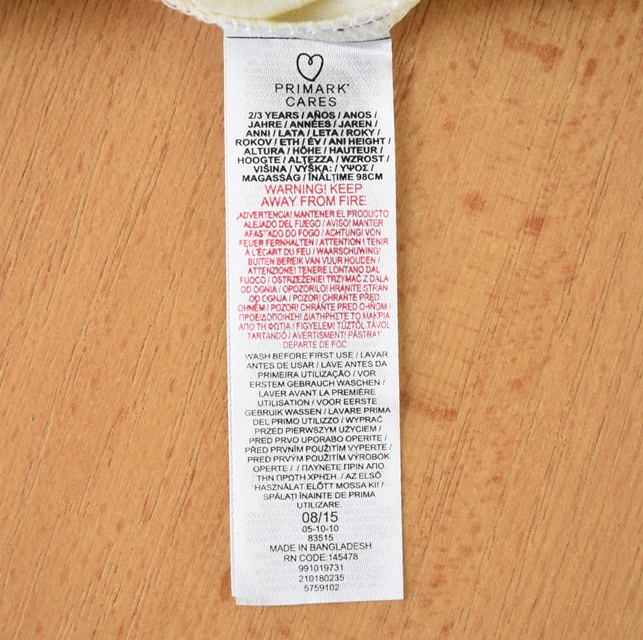 PRIMARK
CARES
2/3 YEARS / AÑOS / ANOS /
JAHRE / ANNÉES / JAREN /
ANNI / LATA / LETA / ROKY /
ROKOV / ETH / ÉV / ANI HEIGHT /
ALTURA / HÖHE / HAUTEUR /
HOOGTE / ALTEZZA / WZROST /
VIŠINA / VÝŠKA: / ΥΨΟΣ /
MAGASSÁG / ÎNĂLȚIME 98CM
WARNING! KEEP
AWAY FROM FIRE
¡ADVERTENCIA! MANTENER EL PRODUCTO
ALEJADO DEL FUEGO / AVISO! MANTER
AFASTADO DO FOGO / ACHTUNG! VON
FEUER FERNHALTEN / ATTENTION ! TENIR
À L'ÉCART DU FEU / WAARSCHUWING!
BUITEN BEREIK VAN VUUR HOUDEN /
ATTENZIONE! TENERE LONTANO DAL
FUOCO / OSTRZEŻENIE! TRZYMAĆ Z DALA
OD OGNIA / OPOZORILO! HRANITE STRAN
OD OGNJA / POZOR! CHRAŇTE PŘED
OHNĚM / POZOR! CHRÁŇTE PRED OHŇOM /
ΠΡΟΕΙΔΟΠΟΙΗΣΗ! ΔΙΑΤΗΡΗΣΤΕ ΤΟ ΜΑΚΡΙΑ
ΑΠΟ ΤΗ ΦΩΤΙΑ / FIGYELEM! TŰZTŐL TÁVOL
TARTANDÓ / AVERTISMENT! PĂSTRAȚI
DEPARTE DE FOC
WASH BEFORE FIRST USE / LAVAR
ANTES DE USAR / LAVE ANTES DA
PRIMEIRA UTILIZAÇÃO / VOR
ERSTEM GEBRAUCH WASCHEN /
LAVER AVANT LA PREMIÈRE
UTILISATION / VOOR EERSTE
GEBRUIK WASSEN / LAVARE PRIMA
DEL PRIMO UTILIZZO / WYPRAĆ
PRZED PIERWSZYM UŻYCIEM /
PRED PRVO UPORABO OPERITE /
PŘED PRVNÍM POUŽITÍM VYPERTE /
PRED PRVÝM POUŽITÍM VÝROBOK
OPERTE / / ΠΛΥΝΕΤΕ ΠΡΙΝ ΑΠΟ
ΤΗΝ ΠΡΩΤΗ ΧΡΗΣΗ. / AZ ELSŐ
HASZNÁLAT ELŐTT MOSSA KI! /
SPĂLAȚI ÎNAINTE DE PRIMA
UTILIZARE.
08/15
05-10-10
83515
MADE IN BANGLADESH
RN CODE:145478
991019731
210180235
5759102